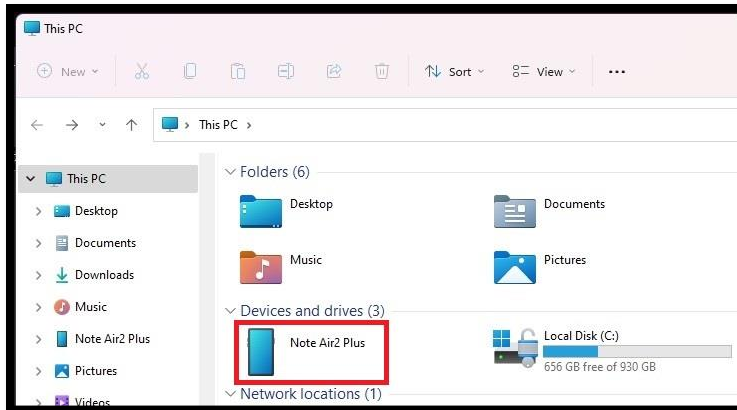 This PC
New
Sort
View
This PC
This PC
Desktop
Documents
Downloads
Music
Note Air2 Plus
Pictures
Videos
Folders (6)
Desktop
Documents
Music
Pictures
Devices and drives (3)
Note Air2 Plus
Local Disk (C:)
656 GB free of 930 GB
Network locations (1)